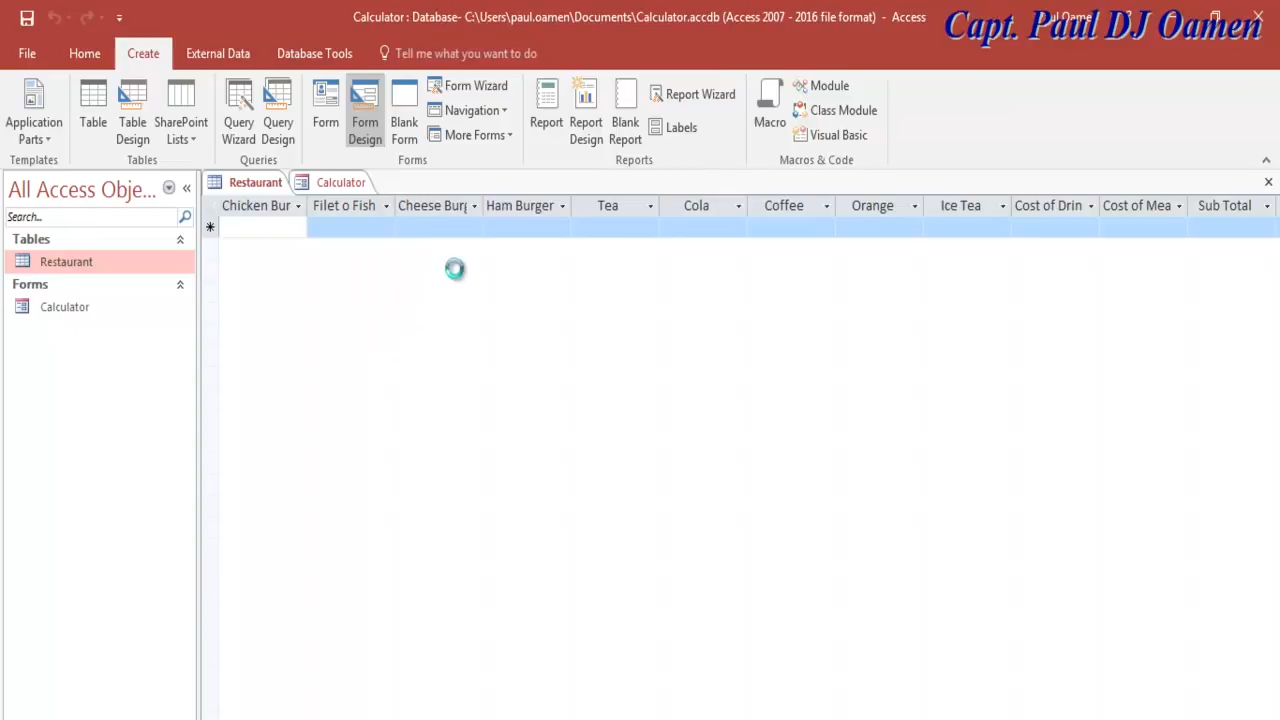 Calculator : Database- C:\Users\paul.oamen\Documents\Calculator.accdb (Access 2007 - 2016 file format) - Access
Capt. Paul DJ Oamen
File Home Create External Data Database Tools Tell me what you want to do
Application Parts
Table
Table Design
SharePoint Lists
Query Wizard
Query Design
Form
Form Design
Blank Form
Form Wizard
Navigation
More Forms
Report
Report Design
Blank Report
Report Wizard
Labels
Macro
Module
Class Module
Visual Basic
Templates Tables Queries Forms Reports Macros & Code
All Access Obje...
Search...
Tables
Restaurant
Forms
Calculator
Restaurant Calculator
Chicken Bur Filet o Fish Cheese Burg Ham Burger Tea Cola Coffee Orange Ice Tea Cost of Drin Cost of Mea Sub Total